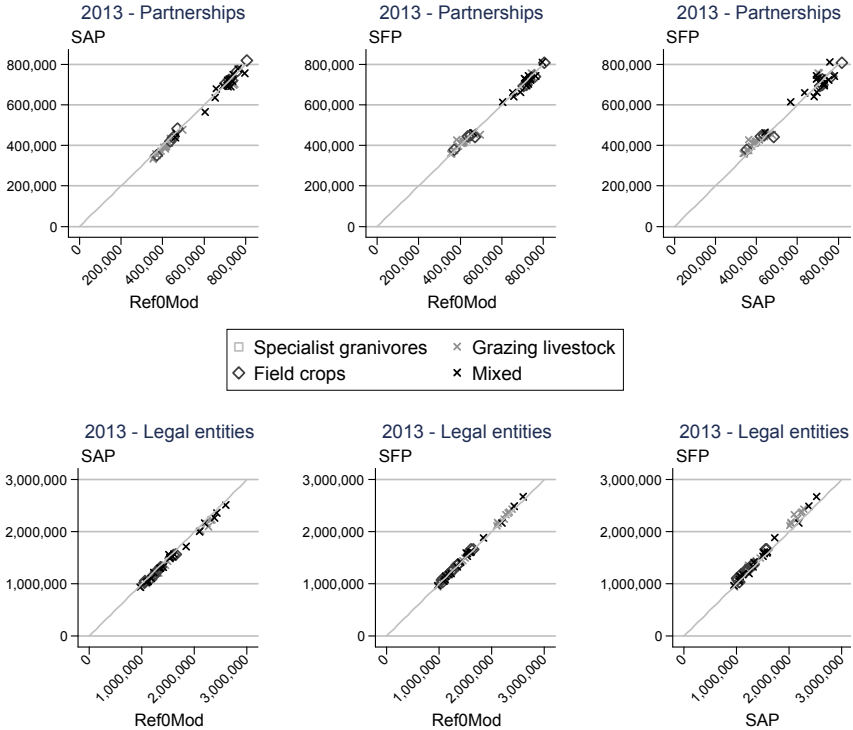 2013 - Partnerships
SAP
800,000
600,000
400,000
200,000
0
0
200,000
400,000
600,000
800,000
Ref0Mod
2013 - Partnerships
SFP
800,000
600,000
400,000
200,000
0
0
200,000
400,000
600,000
800,000
Ref0Mod
2013 - Partnerships
SFP
800,000
600,000
400,000
200,000
0
0
200,000
400,000
600,000
800,000
SAP
Specialist granivores
Grazing livestock
Field crops
Mixed
2013 - Legal entities
SAP
3,000,000
2,000,000
1,000,000
0
0
1,000,000
2,000,000
3,000,000
Ref0Mod
2013 - Legal entities
SFP
3,000,000
2,000,000
1,000,000
0
0
1,000,000
2,000,000
3,000,000
Ref0Mod
2013 - Legal entities
SFP
3,000,000
2,000,000
1,000,000
0
0
1,000,000
2,000,000
3,000,000
SAP